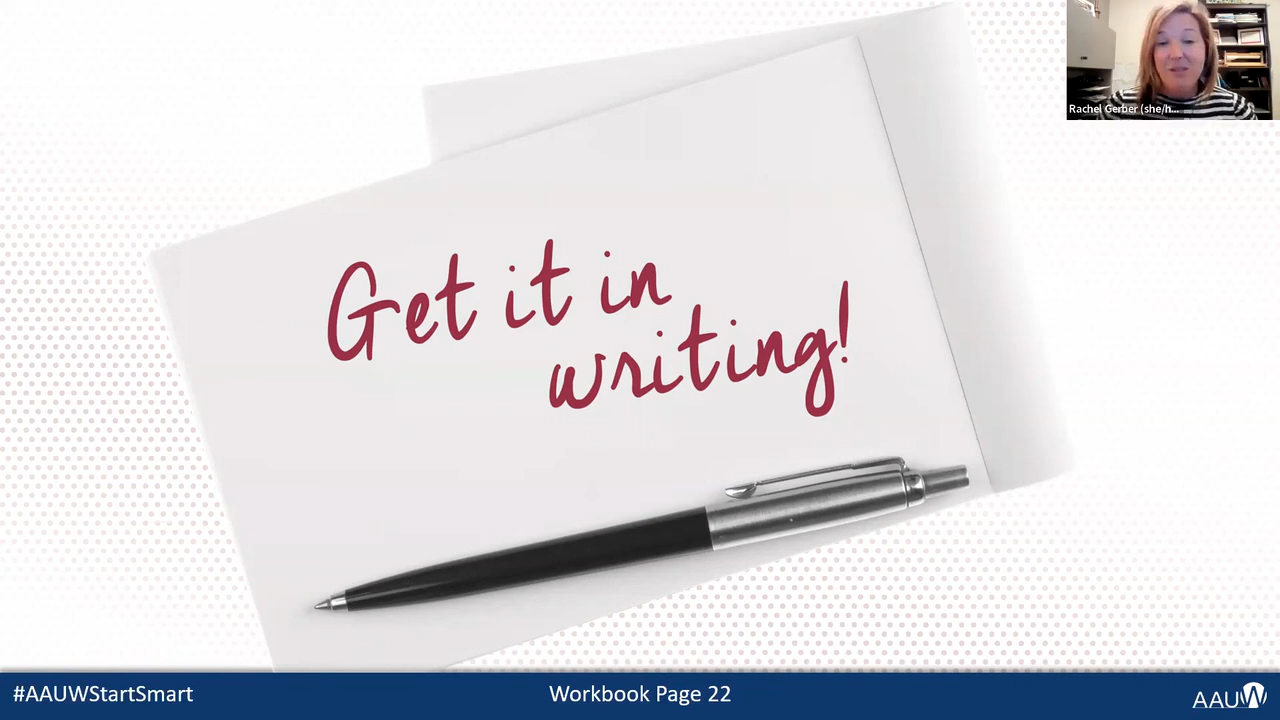 Rachel Gerber (she/h...
Get it in
writing!
#AAUWStartSmart
Workbook Page 22
AAUW